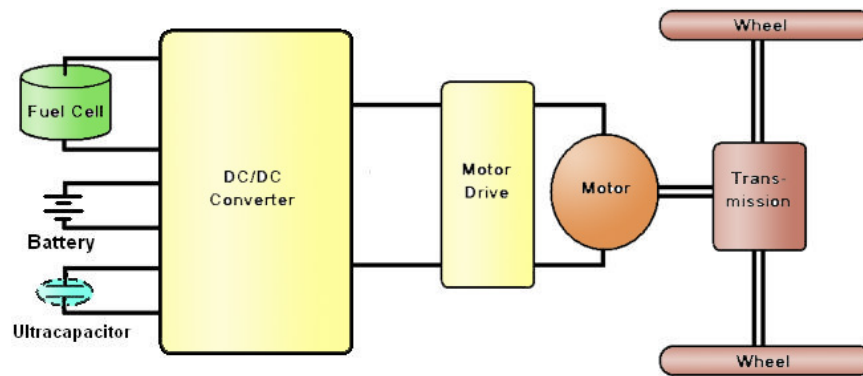 Wheel
Fuel Cell
DC/DC
Converter
Motor
Drive
Motor
Trans-
mission
Battery
Ultracapacitor
Wheel